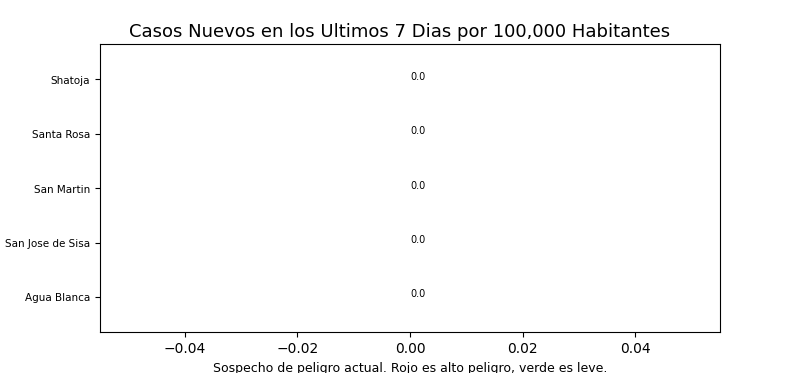 Casos Nuevos en los Ultimos 7 Dias por 100,000 Habitantes
Shatoja 0.0
Santa Rosa 0.0
San Martin 0.0
San Jose de Sisa 0.0
Agua Blanca 0.0
−0.04 −0.02 0.00 0.02 0.04
Sospecho de peligro actual. Rojo es alto peligro, verde es leve.